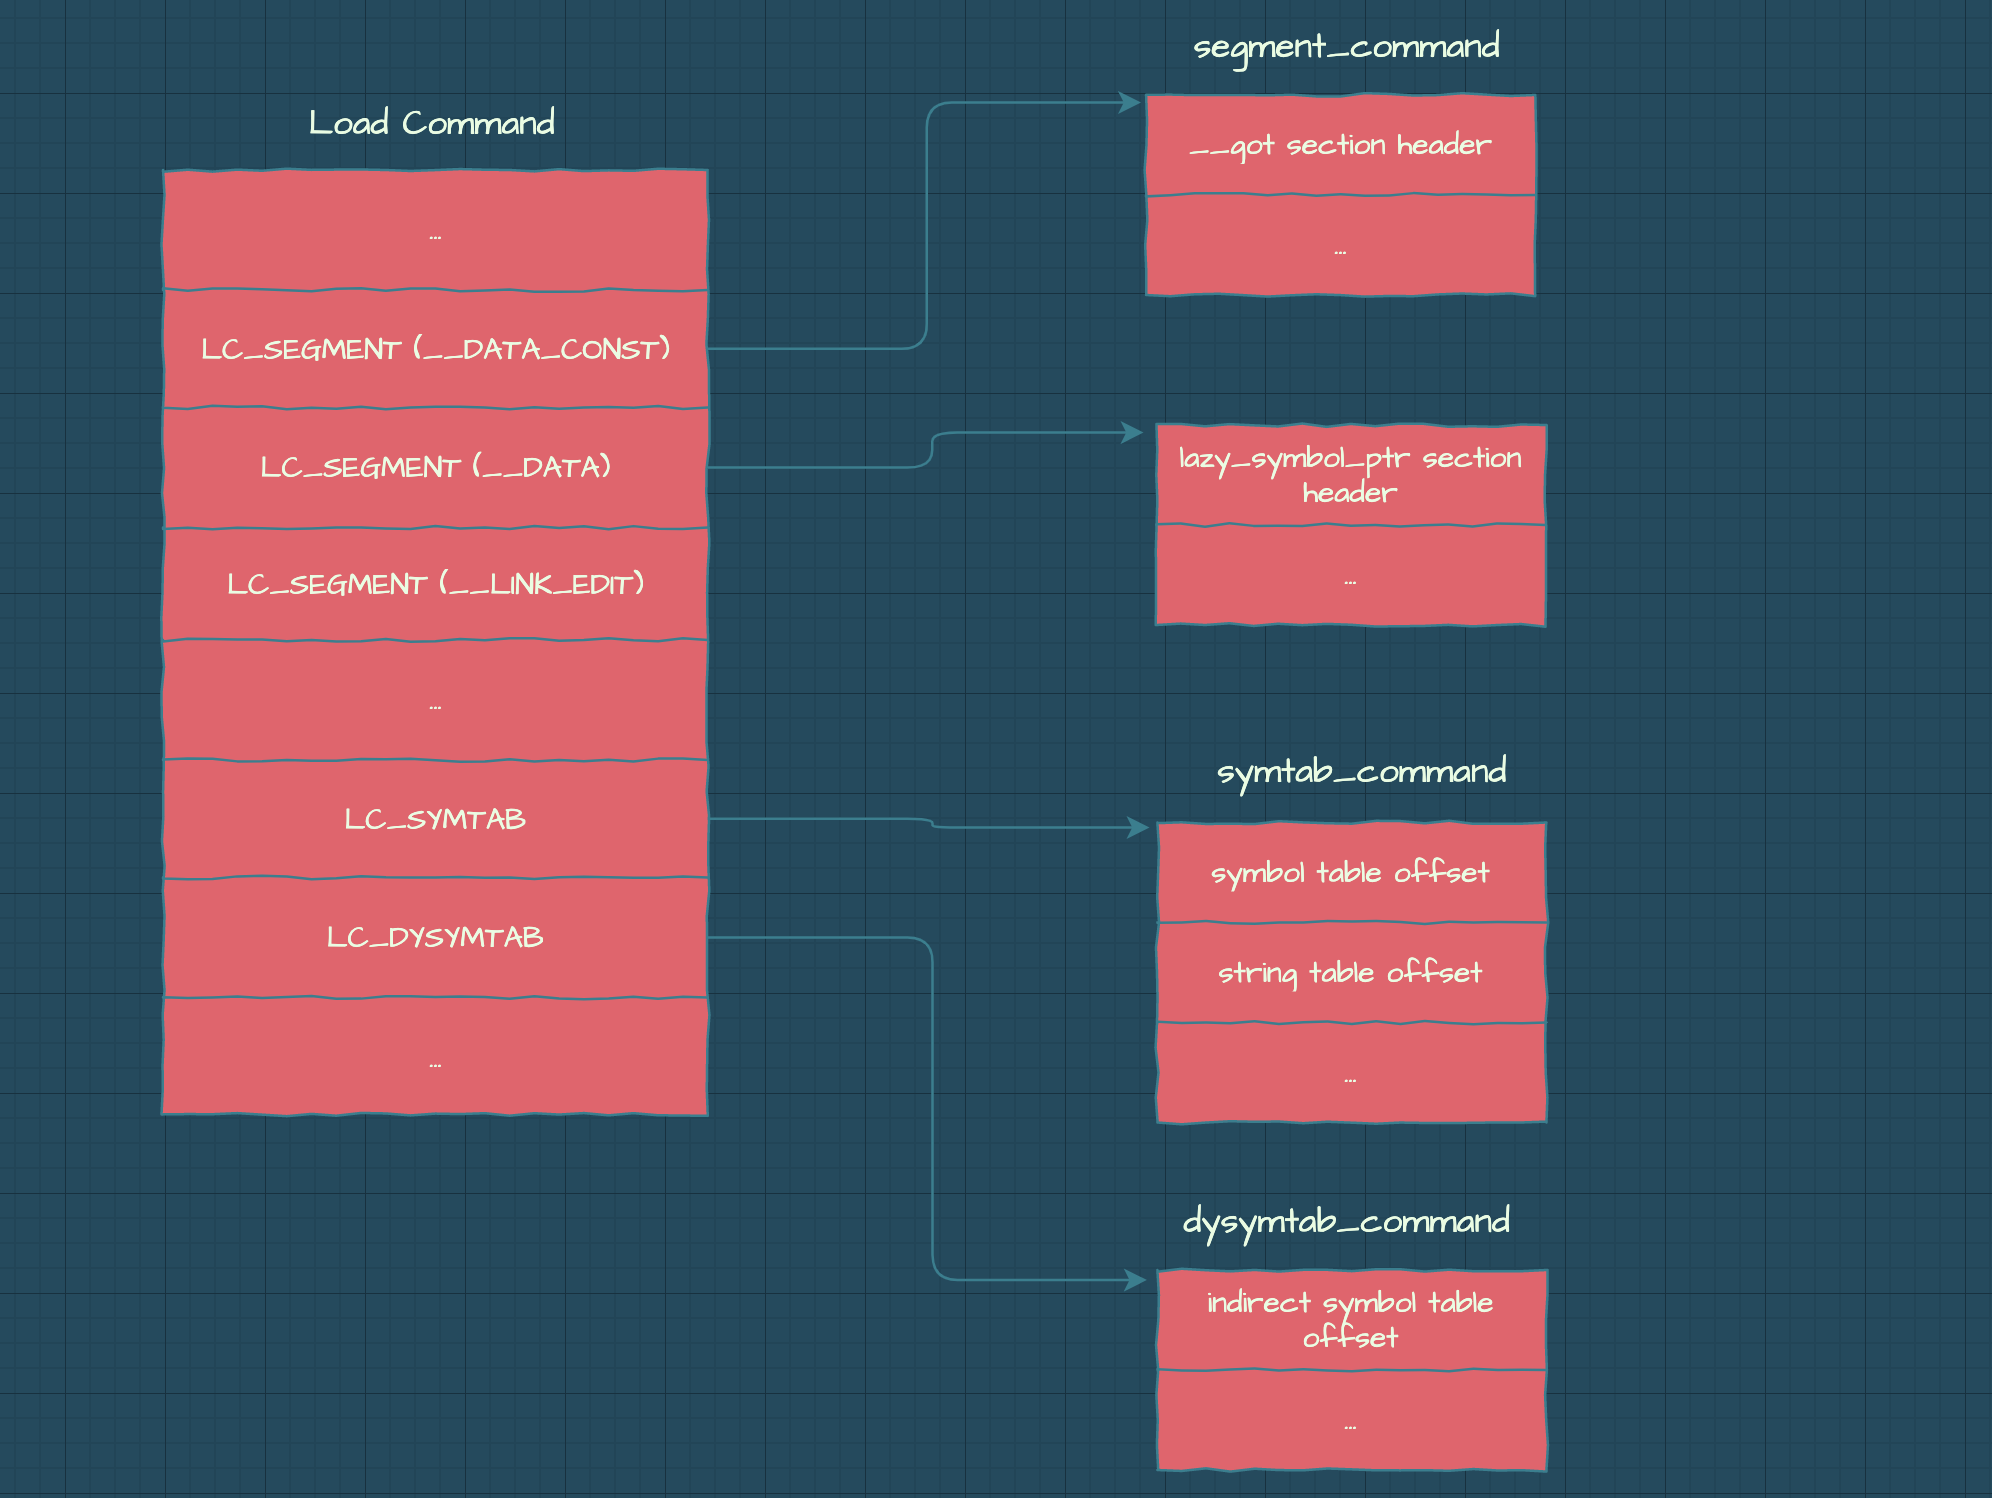 Load Command
...
LC_SEGMENT (__DATA_CONST)
LC_SEGMENT (__DATA)
LC_SEGMENT (__LINK_EDIT)
...
LC_SYMTAB
LC_DYSYMTAB
...
segment_command
__got section header
...
lazy_symbol_ptr section
header
...
symtab_command
symbol table offset
string table offset
...
dysymtab_command
indirect symbol table
offset
...